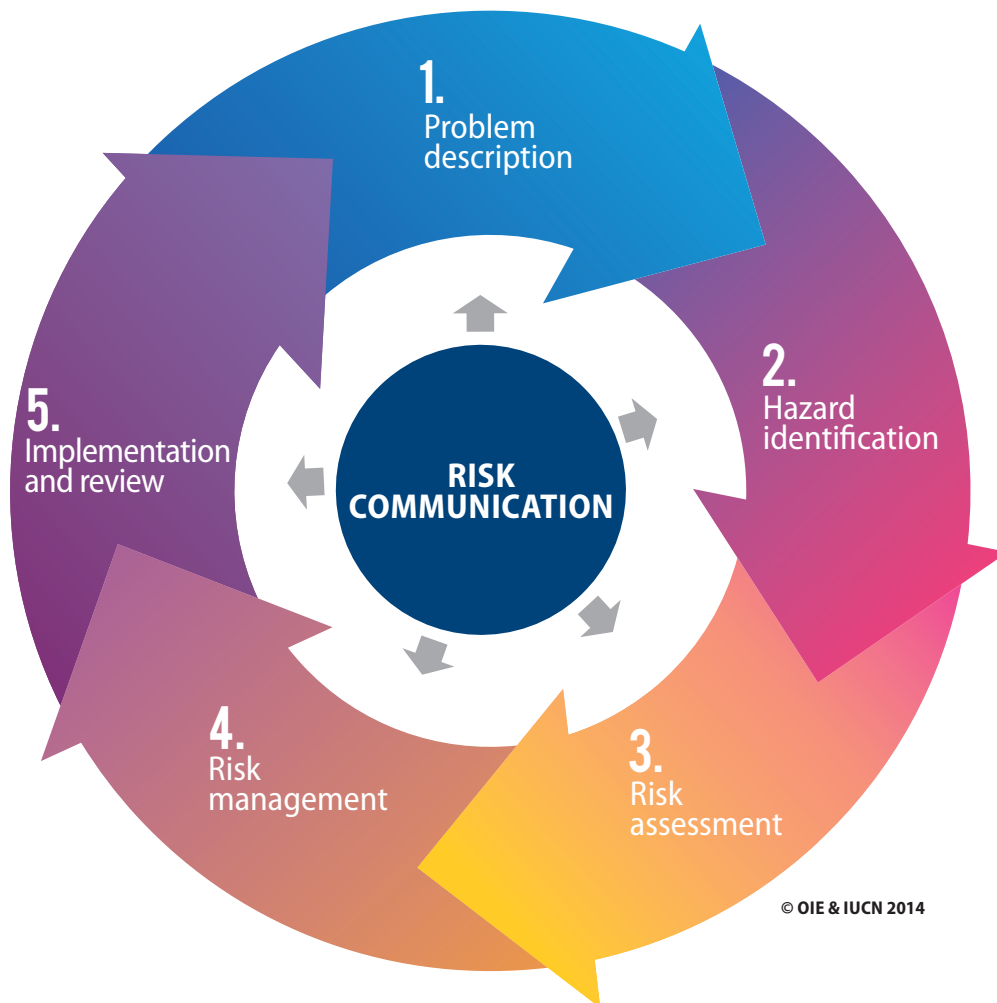 1.
Problem
description
2.
Hazard
identification
3.
Risk
assessment
4.
Risk
management
5.
Implementation
and review
RISK
COMMUNICATION
© OIE & IUCN 2014